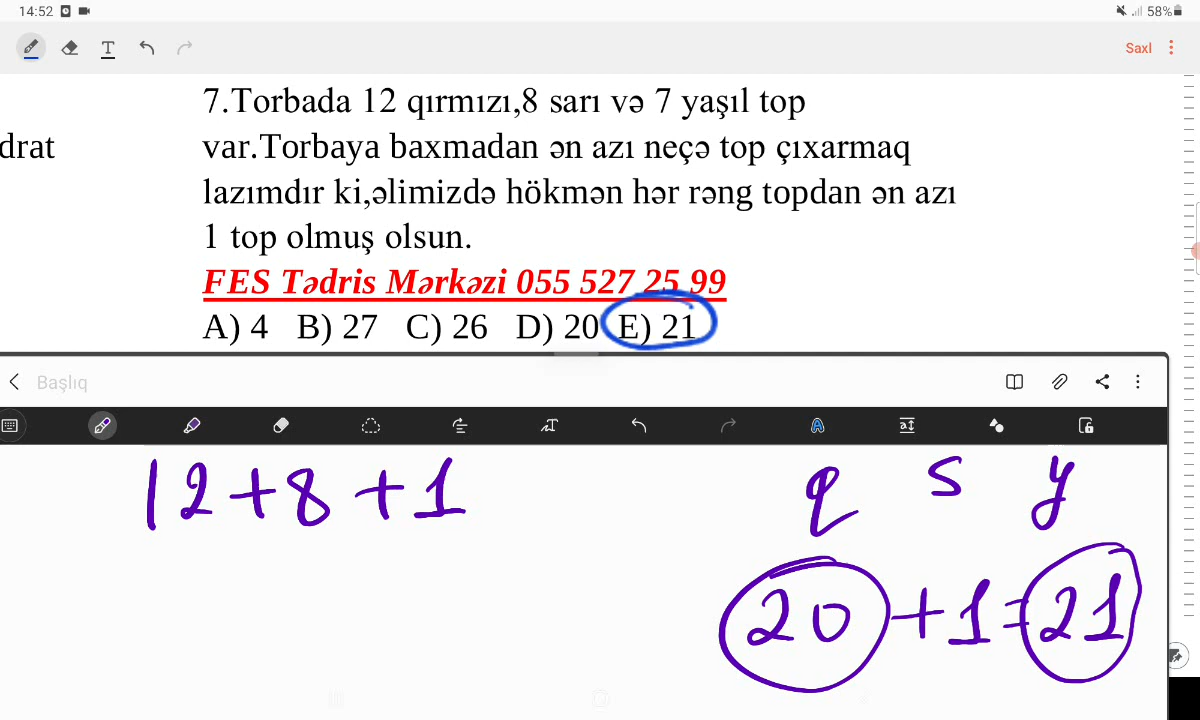 14:52 58%
Saxl
7.Torbada 12 qırmızı,8 sarı və 7 yaşıl top
drat var.Torbaya baxmadan ən azı neçə top çıxarmaq
lazımdır ki,əlimizdə hökmən hər rəng topdan ən azı
1 top olmuş olsun.
FES Tədris Mərkəzi 055 527 25 99
A) 4 B) 27 C) 26 D) 20 E) 21
Başlıq
12+8+1 q s y
20+1=21